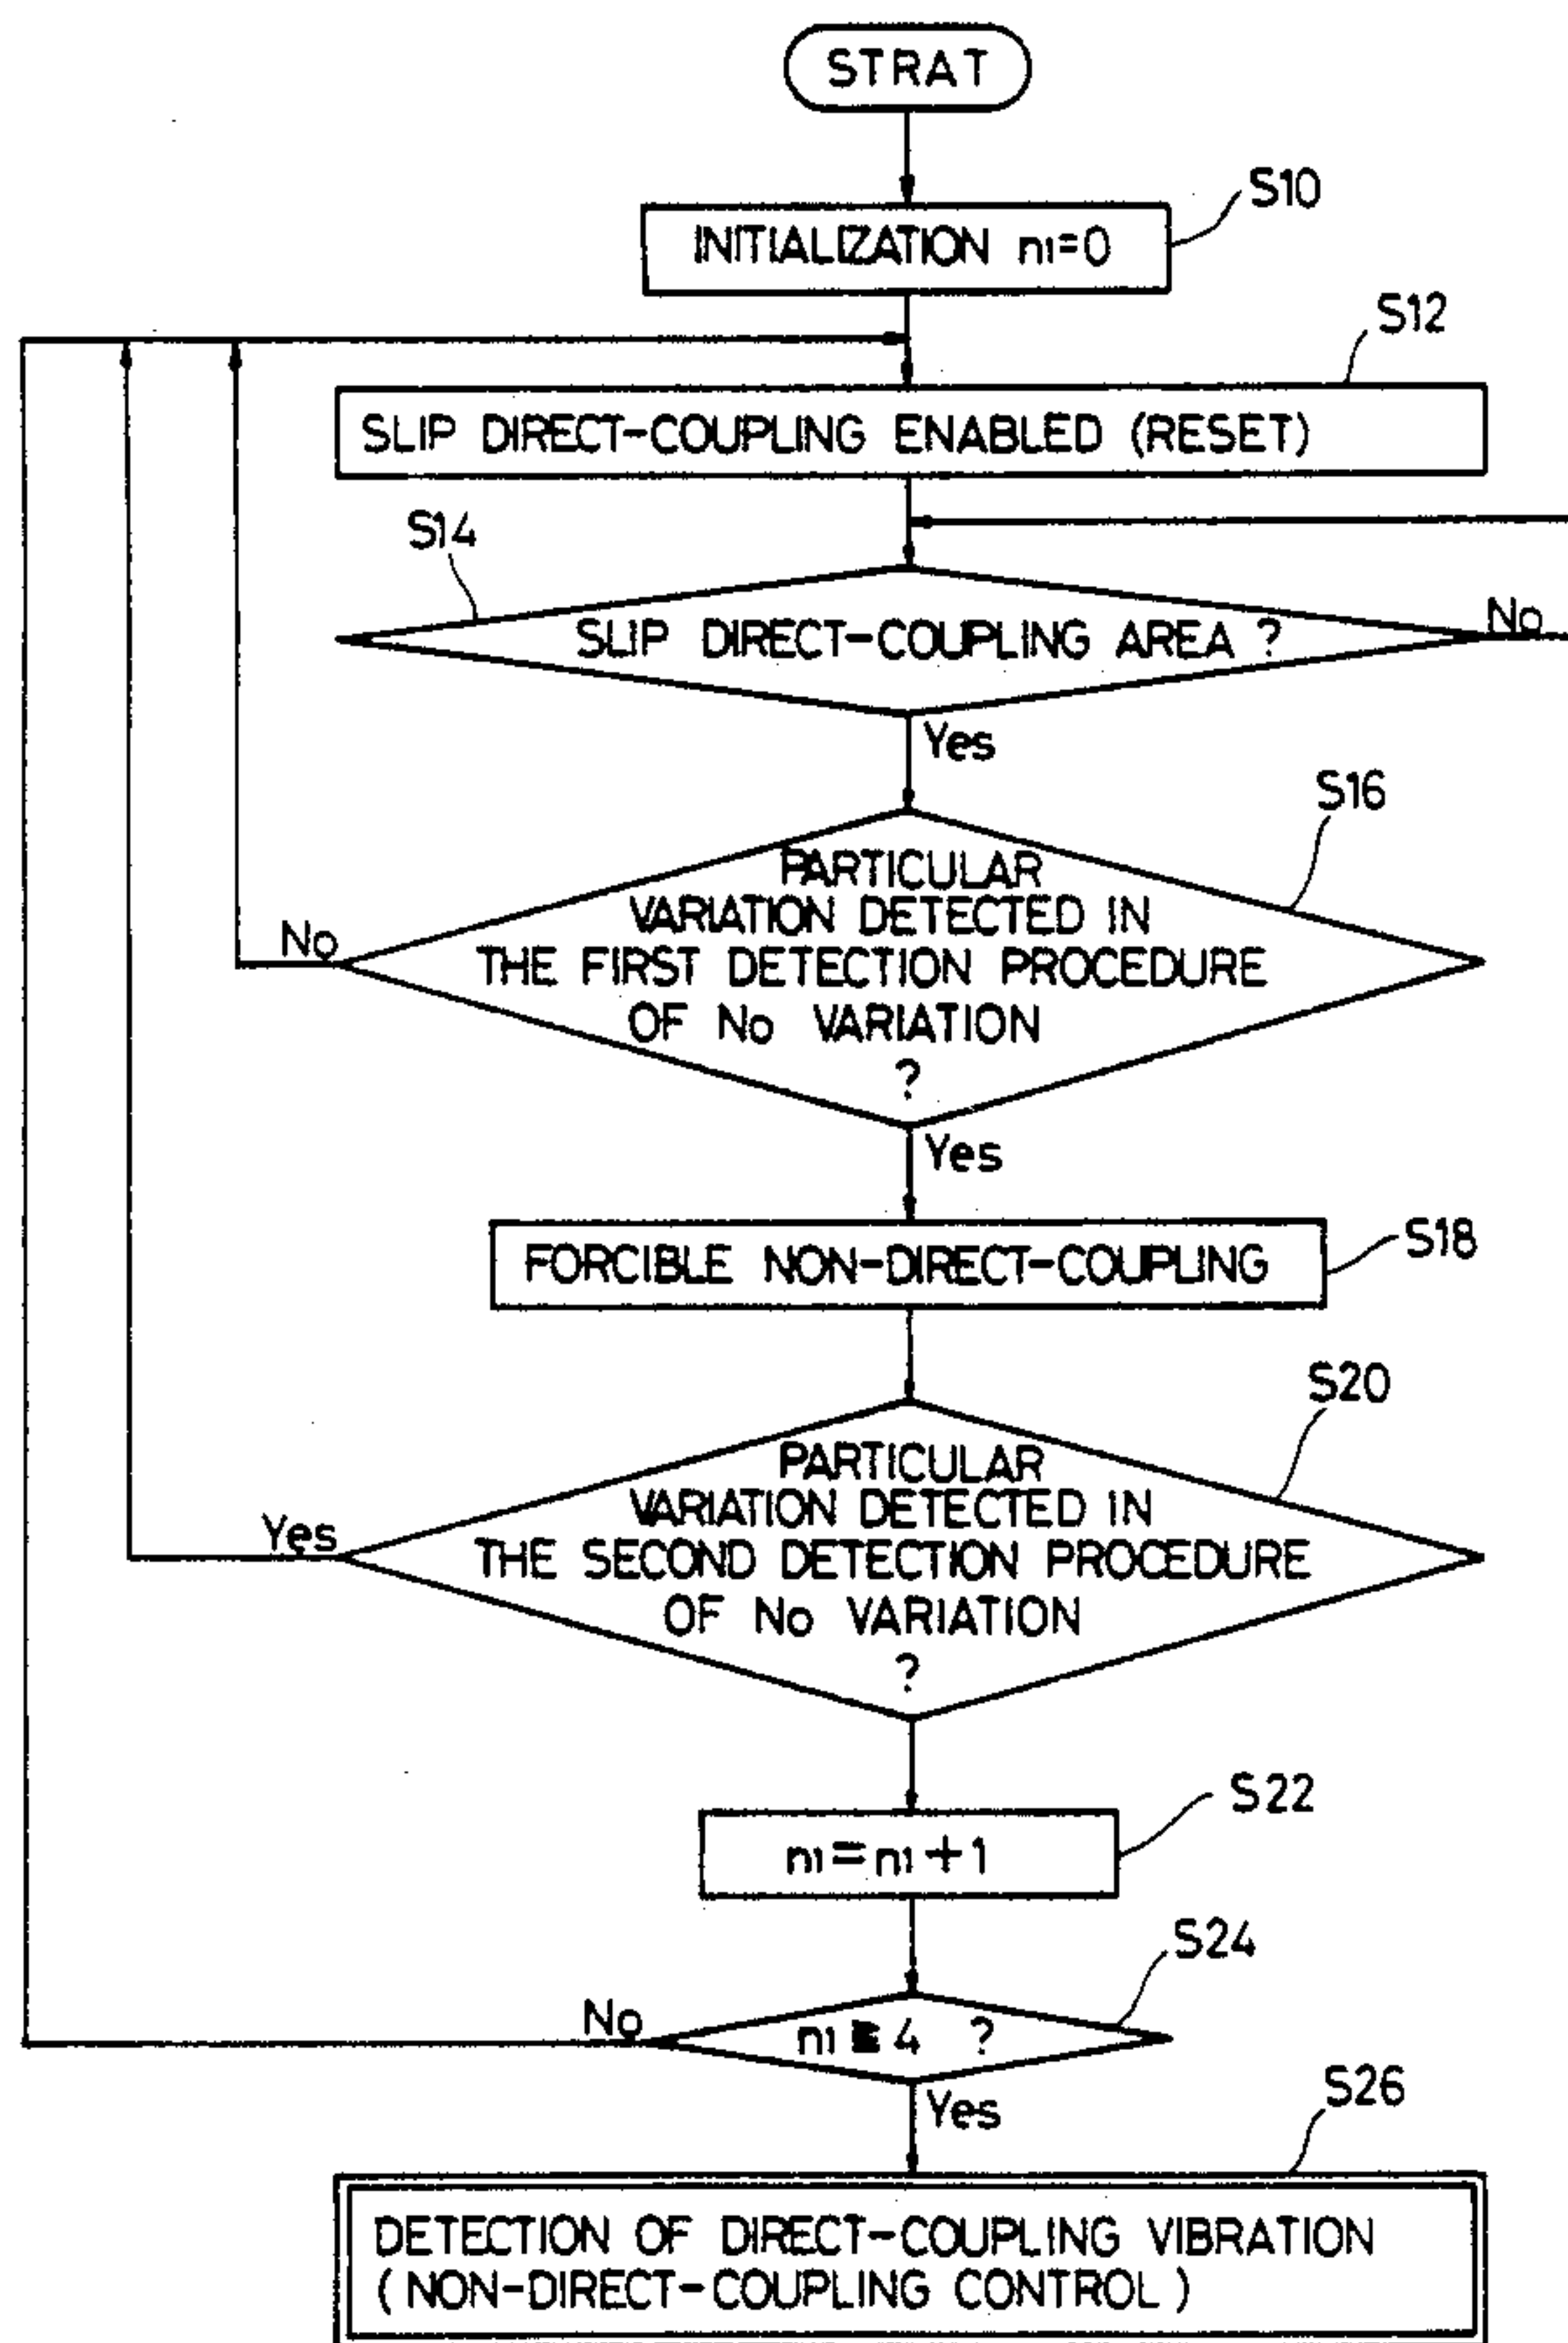 STRAT
S10
INITIALIZATION n1=0
S12
SLIP DIRECT-COUPLING ENABLED (RESET)
S14
SLIP DIRECT-COUPLING AREA ?
No
Yes
S16
PARTICULAR
VARIATION DETECTED IN
THE FIRST DETECTION PROCEDURE
OF No VARIATION
?
No
Yes
FORCIBLE NON-DIRECT-COUPLING
S18
S20
PARTICULAR
VARIATION DETECTED IN
THE SECOND DETECTION PROCEDURE
OF No VARIATION
?
Yes
S22
n1=n1+1
S24
n1≧4 ?
No
Yes
S26
DETECTION OF DIRECT-COUPLING VIBRATION
(NON-DIRECT-COUPLING CONTROL)